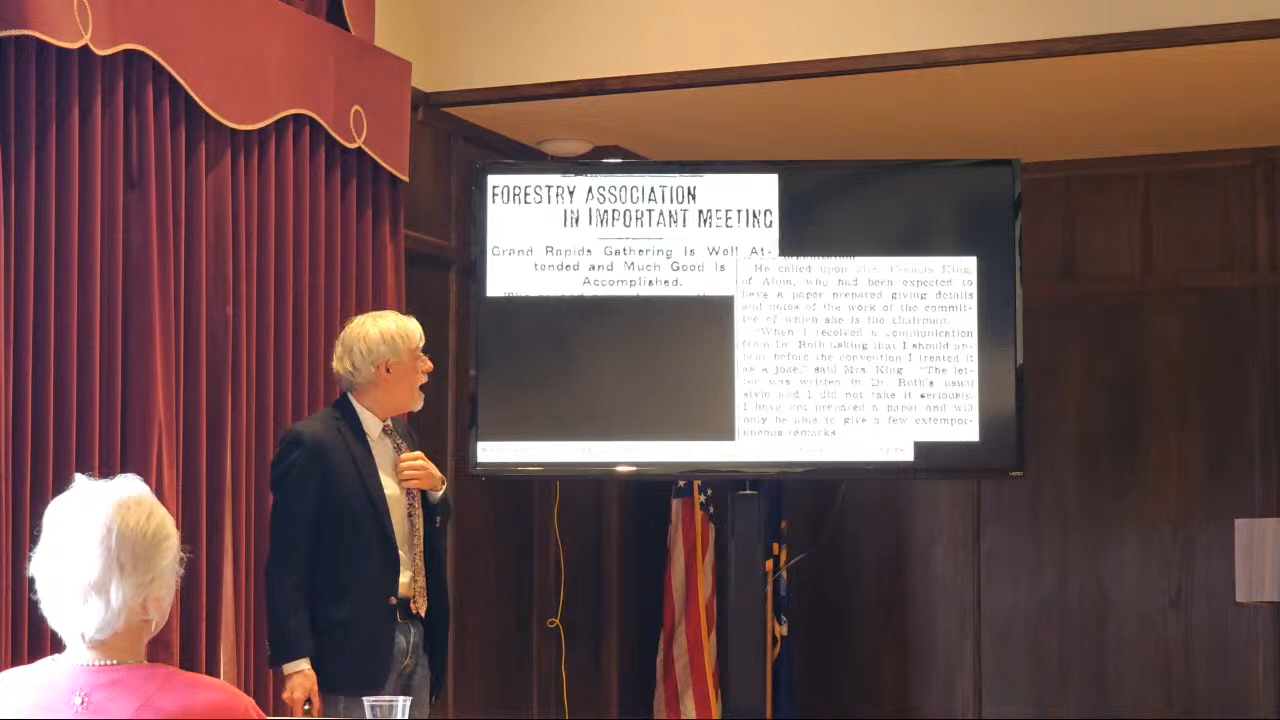 FORESTRY ASSOCIATION
IN IMPORTANT MEETING
Grand Rapids Gathering Is Well At-
tended and Much Good Is
Accomplished.
He called upon Mrs. Francis King,
of Alma, who had been expected to
have a paper prepared giving details
and notes of the work of the commit-
tee of which she is the chairman.
"When I received a communication
from Dr. Roth asking that I should ap-
pear before the convention I treated it
as a joke," said Mrs. King. "The let-
ter was written in Dr. Roth's usual
style and I did not take it seriously.
I have not prepared a paper and will
only be able to give a few extempor-
aneous remarks